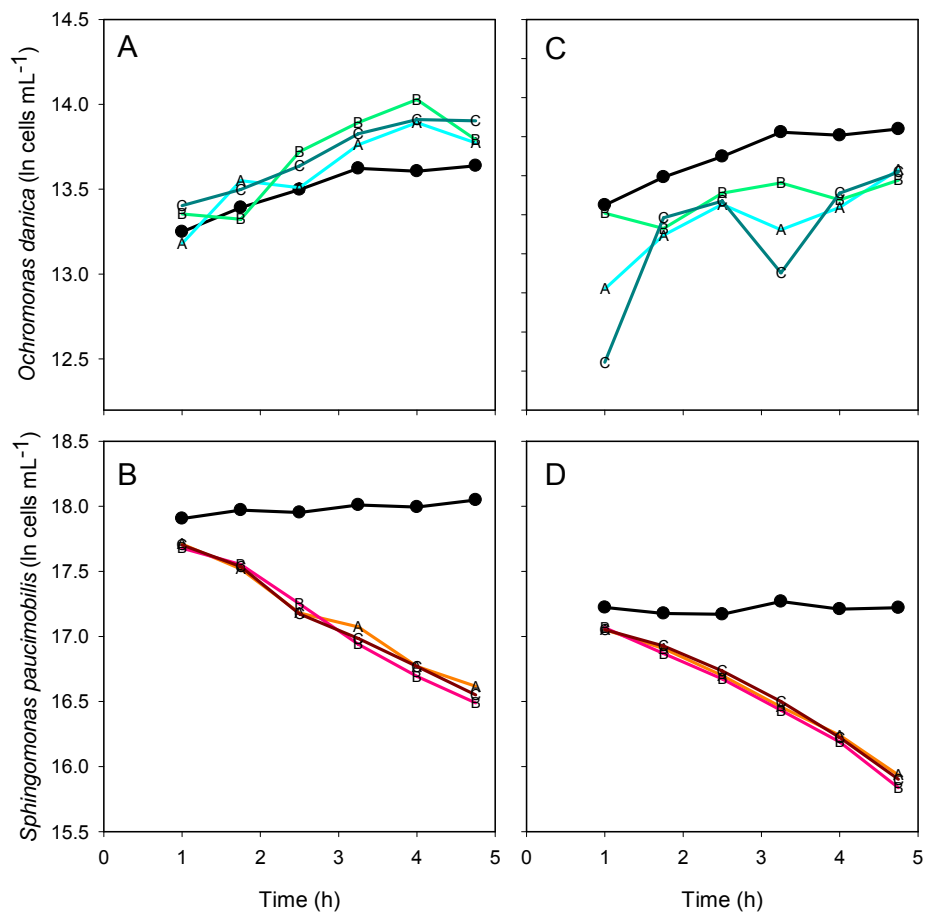 14.5
14.0
13.5
13.0
12.5
Ochromonas danica (ln cells mL⁻¹)
A
B B B B B B
C C C C C C
A A A A A A
C
B B B B B B
A A A A A A
C C C C C C
18.5
18.0
17.5
17.0
16.5
16.0
15.5
Sphingomonas paucimobilis (ln cells mL⁻¹)
B
A A A A A A
B B B B B B
C C C C C C
D
A A A A A A
B B B B B B
C C C C C C
0 1 2 3 4 5
0 1 2 3 4 5
Time (h)
Time (h)